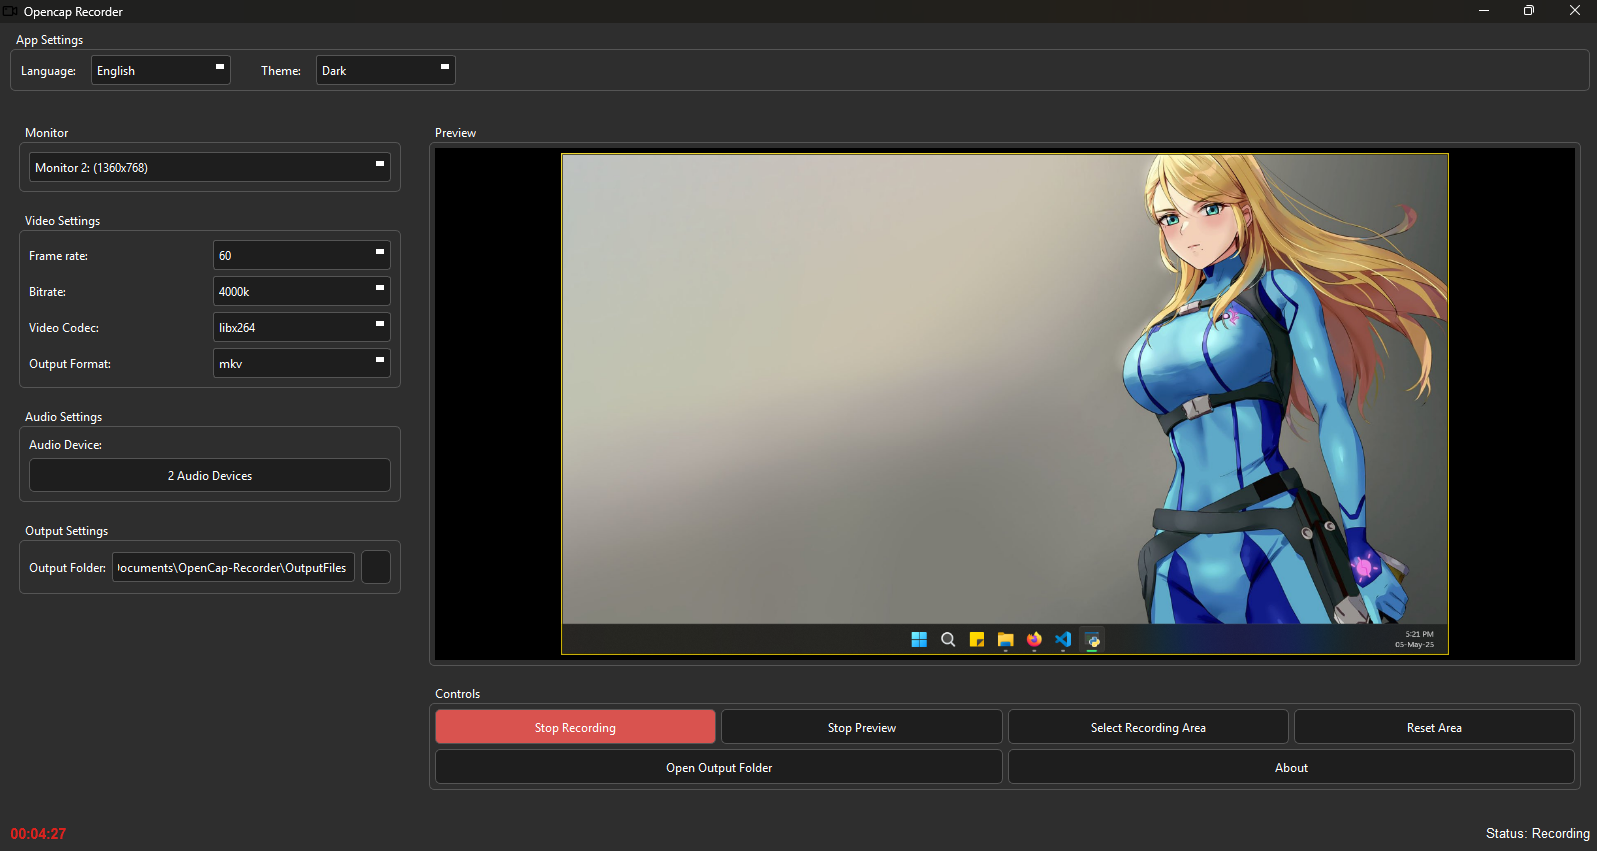 Opencap Recorder
App Settings
Language: English Theme: Dark
Monitor
Monitor 2: (1360x768)
Video Settings
Frame rate: 60
Bitrate: 4000k
Video Codec: libx264
Output Format: mkv
Audio Settings
Audio Device:
2 Audio Devices
Output Settings
Output Folder: ocuments\OpenCap-Recorder\OutputFiles
Preview
5:21 PM
05-May-25
Controls
Stop Recording Stop Preview Select Recording Area Reset Area
Open Output Folder About
00:04:27 Status: Recording